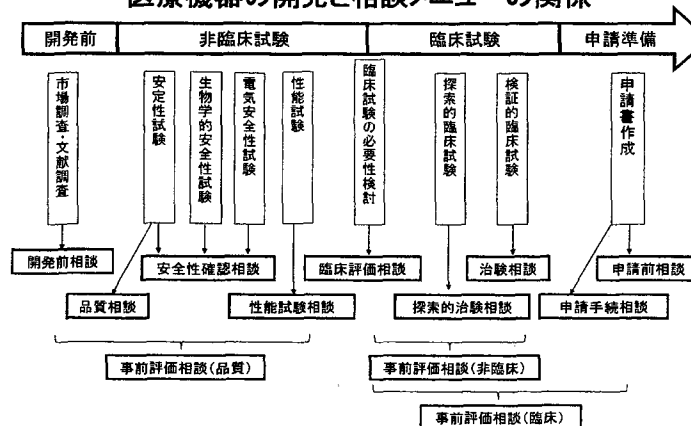 医療機器の開発と相談メニューの関係
開発前
非臨床試験
臨床試験
申請準備
市場調査・文献調査
安定性試験
生物学的安全性試験
電気安全性試験
性能試験
臨床試験の必要性検討
探索的臨床試験
検証的臨床試験
申請書作成
開発前相談
安全性確認相談
臨床評価相談
治験相談
申請前相談
品質相談
性能試験相談
探索的治験相談
申請手続相談
事前評価相談(品質)
事前評価相談(非臨床)
事前評価相談(臨床)